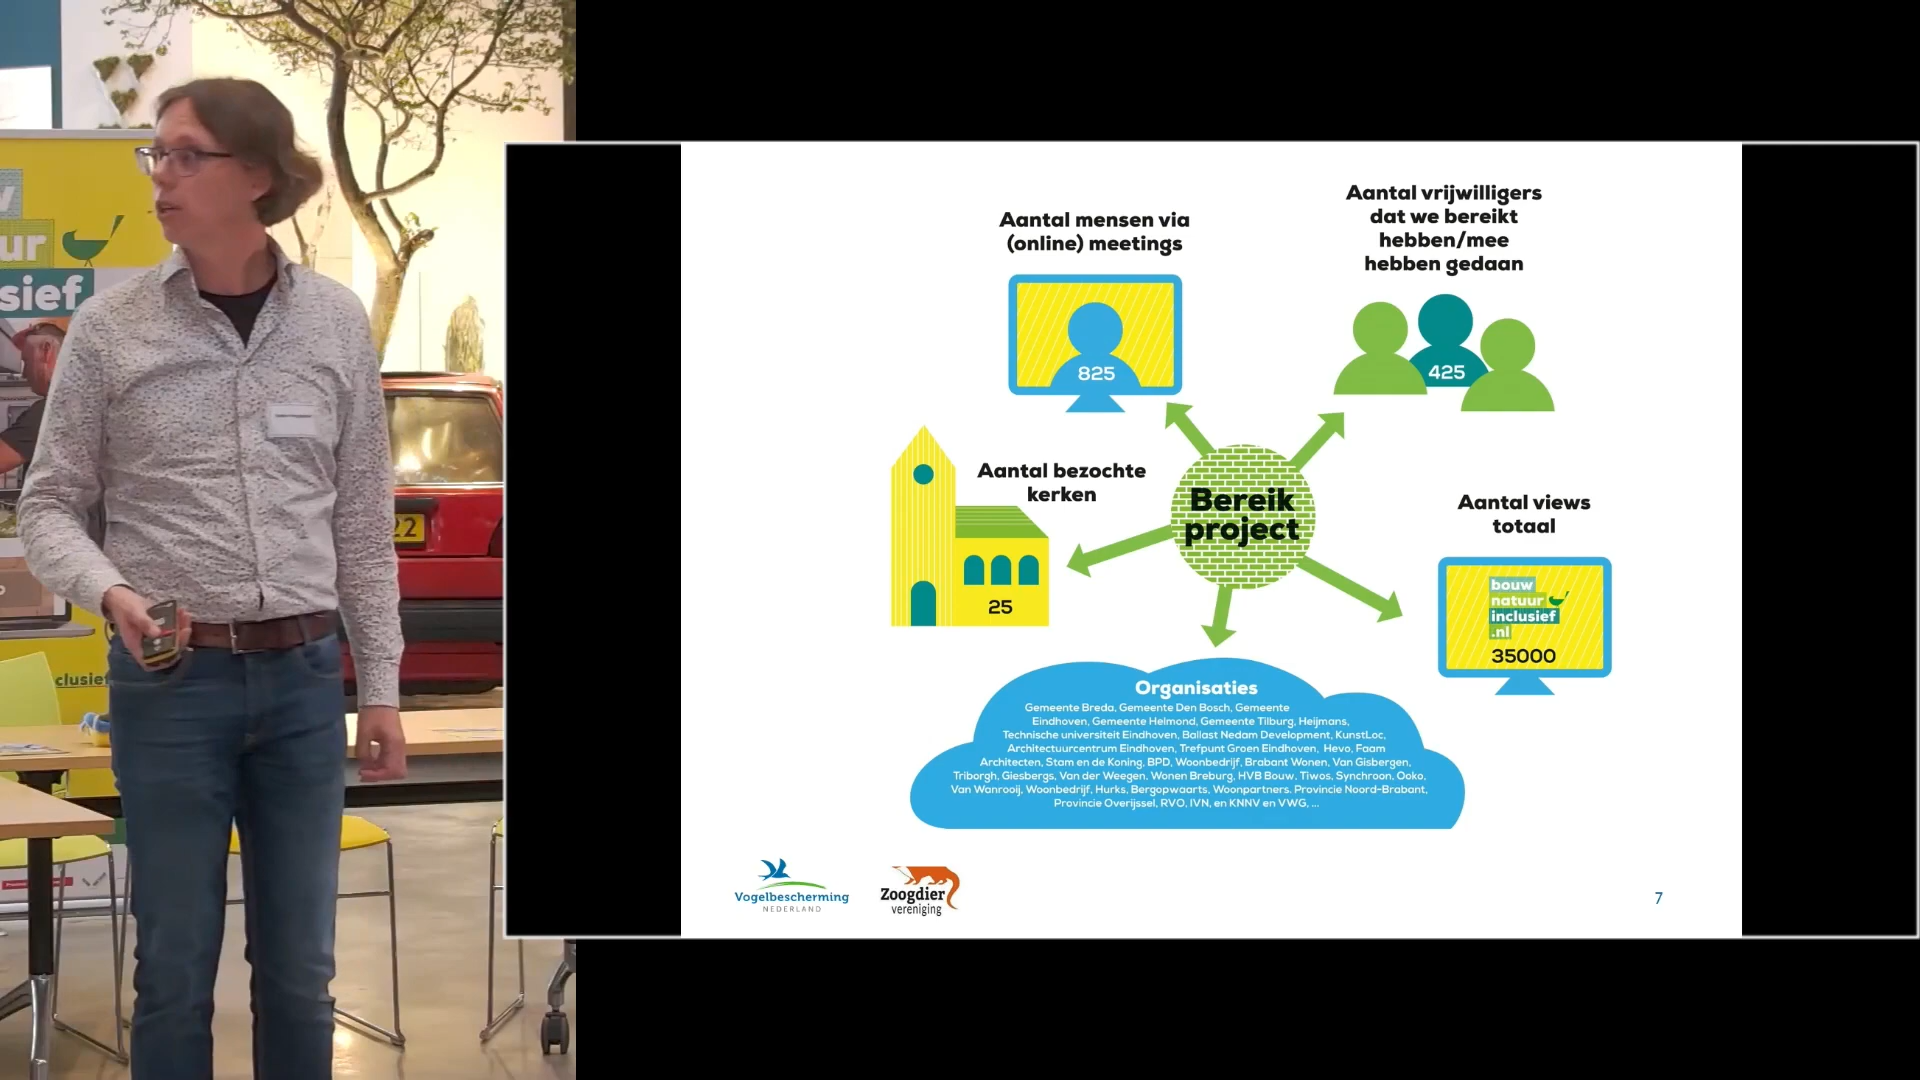 ur
sief
22
clusief
Aantal mensen via
(online) meetings
825
Aantal vrijwilligers
dat we bereikt
hebben/mee
hebben gedaan
425
Aantal bezochte
kerken
25
Bereik
project
Aantal views
totaal
bouw
natuur
inclusief
.nl
35000
Organisaties
Gemeente Breda, Gemeente Den Bosch, Gemeente
Eindhoven, Gemeente Helmond, Gemeente Tilburg, Heijmans,
Technische universiteit Eindhoven, Ballast Nedam Development, KunstLoc,
Architectuurcentrum Eindhoven, Trefpunt Groen Eindhoven, Hevo, Faam
Architecten, Stam en de Koning, BPD, Woonbedrijf, Brabant Wonen, Van Gisbergen,
Triborgh, Giesbergs, Van der Weegen, Wonen Breburg, HVB Bouw, Tiwos, Synchroon, Ooko,
Van Wanrooij, Woonbedrijf, Hurks, Bergopwaarts, Woonpartners. Provincie Noord-Brabant,
Provincie Overijssel, RVO, IVN, en KNNV en VWG, ...
Vogelbescherming
NEDERLAND
Zoogdier
vereniging
7